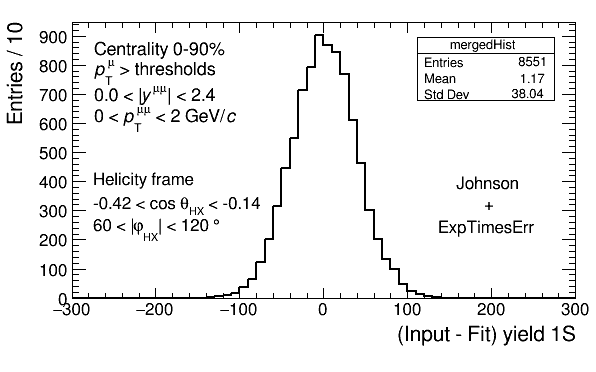 Entries / 10
900
800
700
600
500
400
300
200
100
0
Centrality 0-90%
p_T^μ > thresholds
0.0 < |y^μμ| < 2.4
0 < p_T^μμ < 2 GeV/c
Helicity frame
-0.42 < cos θ_HX < -0.14
60 < |φ_HX| < 120 °
mergedHist
Entries 8551
Mean 1.17
Std Dev 38.04
Johnson
+
ExpTimesErr
−300 −200 −100 0 100 200 300
(Input - Fit) yield 1S